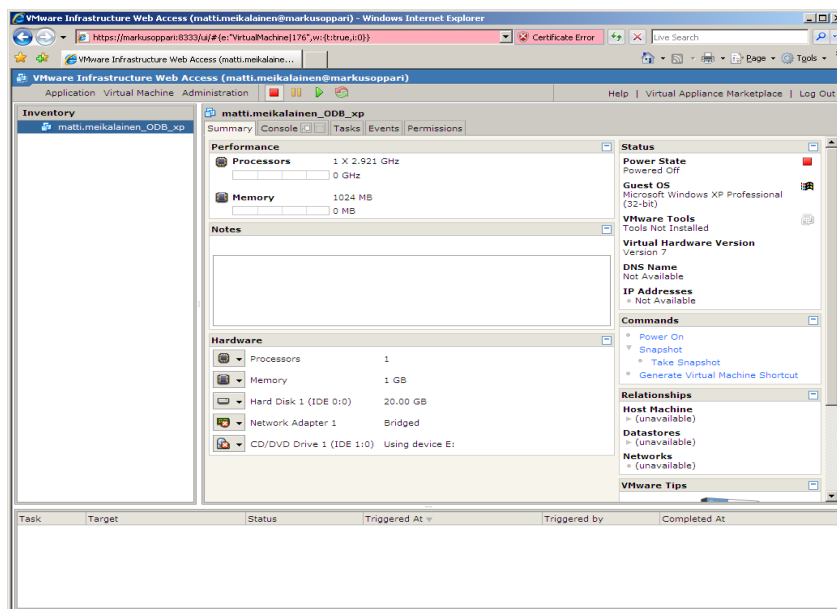 VMware Infrastructure Web Access (matti.meikalainen@markusoppari) - Windows Internet Explorer
https://markusoppari:8333/ui/#{e:"VirtualMachine|176",w:{t:true,i:0}}
Certificate Error
Live Search
VMware Infrastructure Web Access (matti.meikalaine...
Page
Tools
VMware Infrastructure Web Access (matti.meikalainen@markusoppari)
Application Virtual Machine Administration
Help | Virtual Appliance Marketplace | Log Out
Inventory
matti.meikalainen_ODB_xp
matti.meikalainen_ODB_xp
Summary Console Tasks Events Permissions
Performance
Processors 1 X 2.921 GHz
0 GHz
Memory 1024 MB
0 MB
Notes
Hardware
Processors 1
Memory 1 GB
Hard Disk 1 (IDE 0:0) 20.00 GB
Network Adapter 1 Bridged
CD/DVD Drive 1 (IDE 1:0) Using device E:
Status
Power State
Powered Off
Guest OS
Microsoft Windows XP Professional
(32-bit)
VMware Tools
Tools Not Installed
Virtual Hardware Version
Version 7
DNS Name
Not Available
IP Addresses
Not Available
Commands
Power On
Snapshot
Take Snapshot
Generate Virtual Machine Shortcut
Relationships
Host Machine
(unavailable)
Datastores
(unavailable)
Networks
(unavailable)
VMware Tips
Task Target Status Triggered At Triggered by Completed At